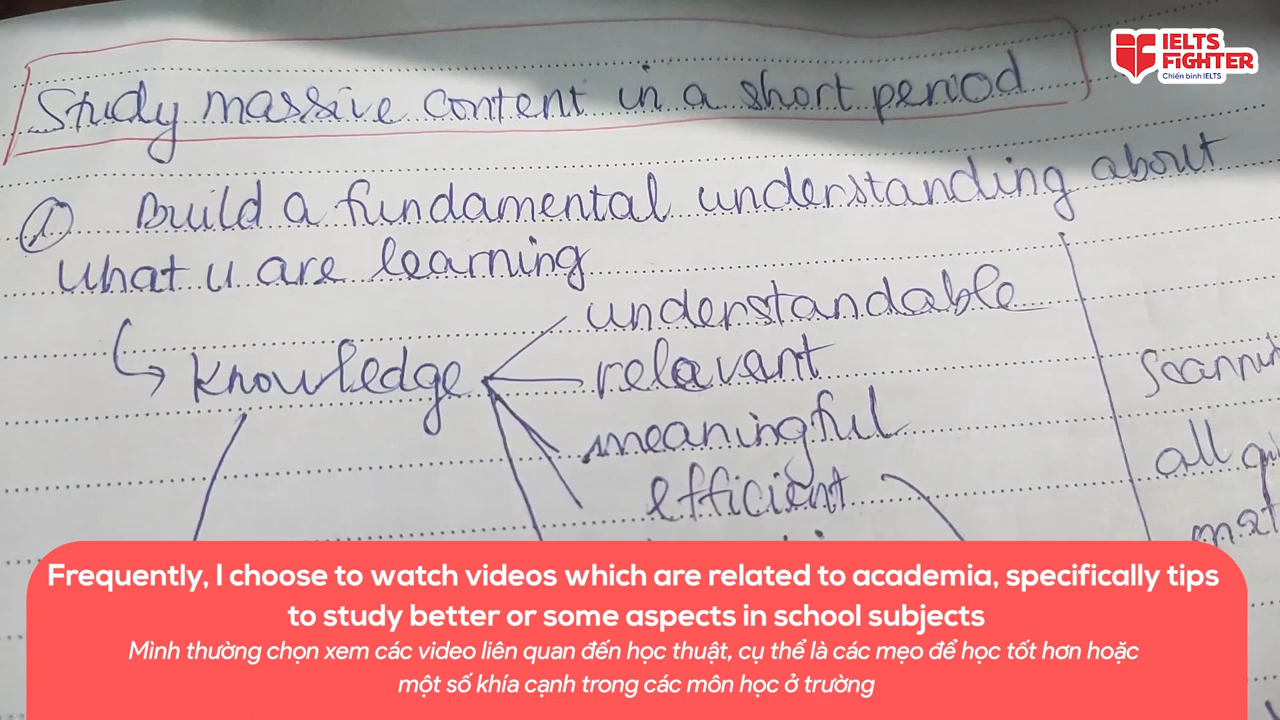 IELTS
FIGHTER
Chiến binh IELTS
Study massive content in a short period
1 Build a fundamental understanding about
what u are learning
Knowledge
understandable
relevant
meaningful
efficient
all
Frequently, I choose to watch videos which are related to academia, specifically tips
to study better or some aspects in school subjects
Mình thường chọn xem các video liên quan đến học thuật, cụ thể là các mẹo để học tốt hơn hoặc
một số khía cạnh trong các môn học ở trường